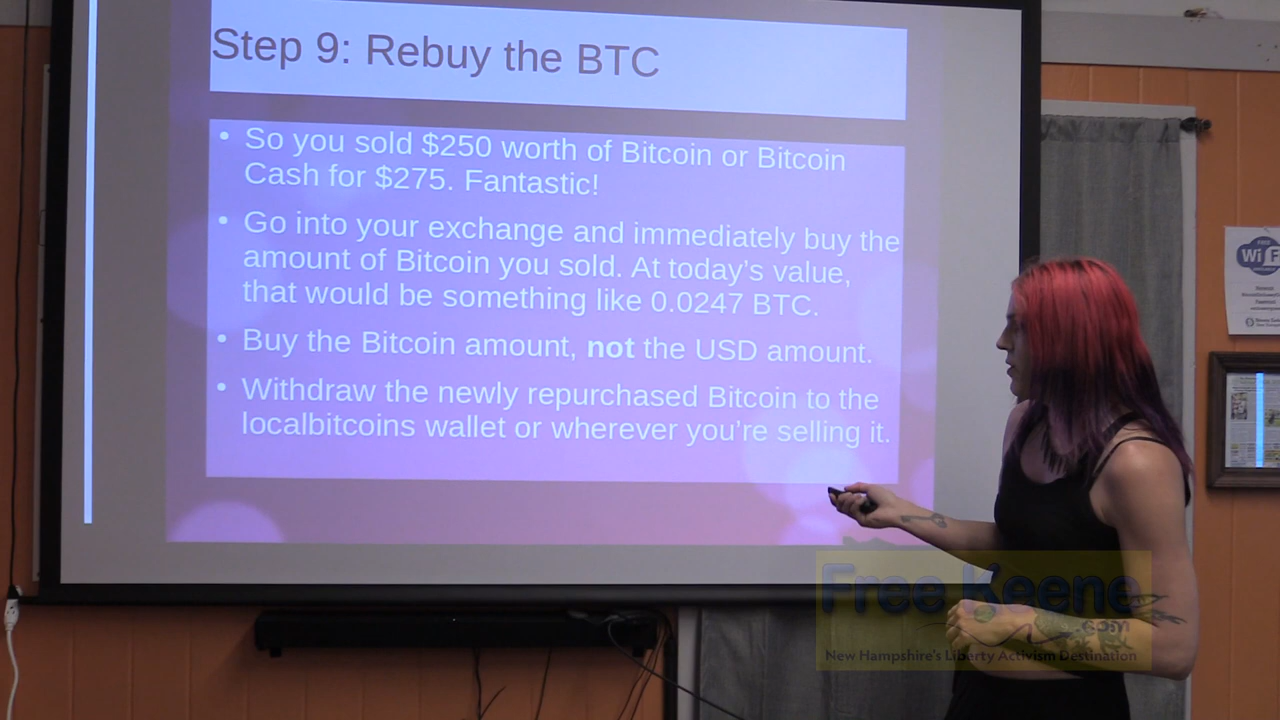 Step 9: Rebuy the BTC
• So you sold $250 worth of Bitcoin or Bitcoin
Cash for $275. Fantastic!
• Go into your exchange and immediately buy the
amount of Bitcoin you sold. At today's value,
that would be something like 0.0247 BTC.
• Buy the Bitcoin amount, not the USD amount.
• Withdraw the newly repurchased Bitcoin to the
localbitcoins wallet or wherever you're selling it.
FREE
Wi F
Free Keene
.com
New Hampshire's Liberty Activism Destination